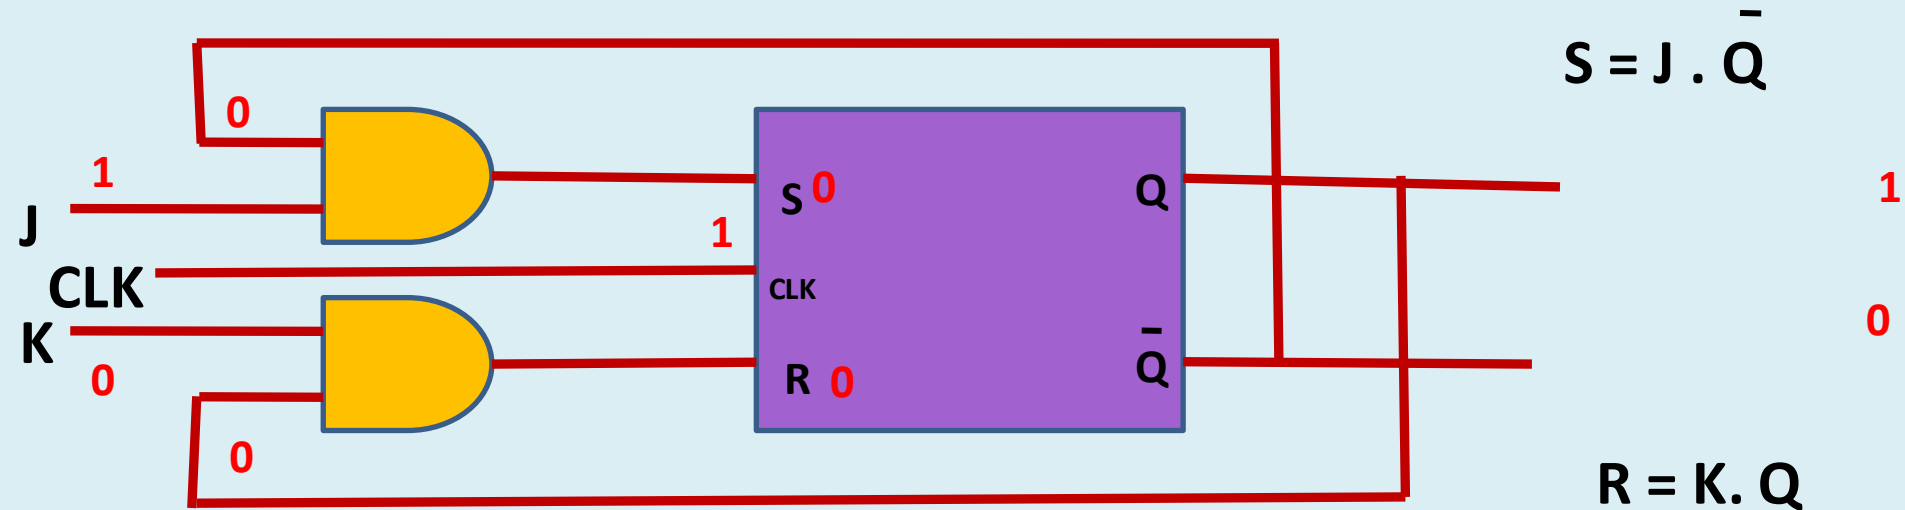 S = J . Q̄
0
1
J
S 0
Q
1
1
CLK
CLK
0
K
Q̄
0
R 0
0
R = K. Q